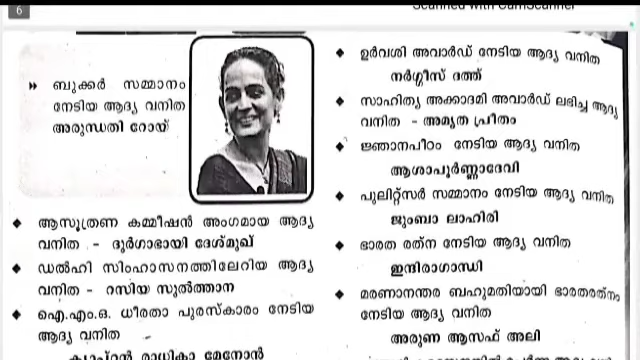 6
Scanned with CamScanner
» ബുക്കർ സമ്മാനം
നേടിയ ആദ്യ വനിത
അരുന്ധതി റോയ്
◆ ആസൂത്രണ കമ്മീഷൻ അംഗമായ ആദ്യ
വനിത - ദുർഗാഭായി ദേശ്മുഖ്
◆ ഡൽഹി സിംഹാസനത്തിലേറിയ ആദ്യ
വനിത - റസിയ സുൽത്താന
◆ ഐ.എം.ഒ. ധീരതാ പുരസ്കാരം നേടിയ
ആദ്യ വനിത
ക്യാപ്റ്റൻ രാധികാ മേനോൻ
◆ ഉർവശി അവാർഡ് നേടിയ ആദ്യ വനിത
നർഗ്ഗീസ് ദത്ത്
◆ സാഹിത്യ അക്കാദമി അവാർഡ് ലഭിച്ച ആദ്യ
വനിത - അമൃത പ്രീതം
◆ ജ്ഞാനപീഠം നേടിയ ആദ്യ വനിത
ആശാപൂർണ്ണാദേവി
◆ പുലിറ്റ്സർ സമ്മാനം നേടിയ ആദ്യ വനിത
ജുംബാ ലാഹിരി
◆ ഭാരത രത്ന നേടിയ ആദ്യ വനിത
ഇന്ദിരാഗാന്ധി
◆ മരണാനന്തര ബഹുമതിയായി ഭാരതരത്നം
നേടിയ ആദ്യ വനിത
അരുണ ആസഫ് അലി